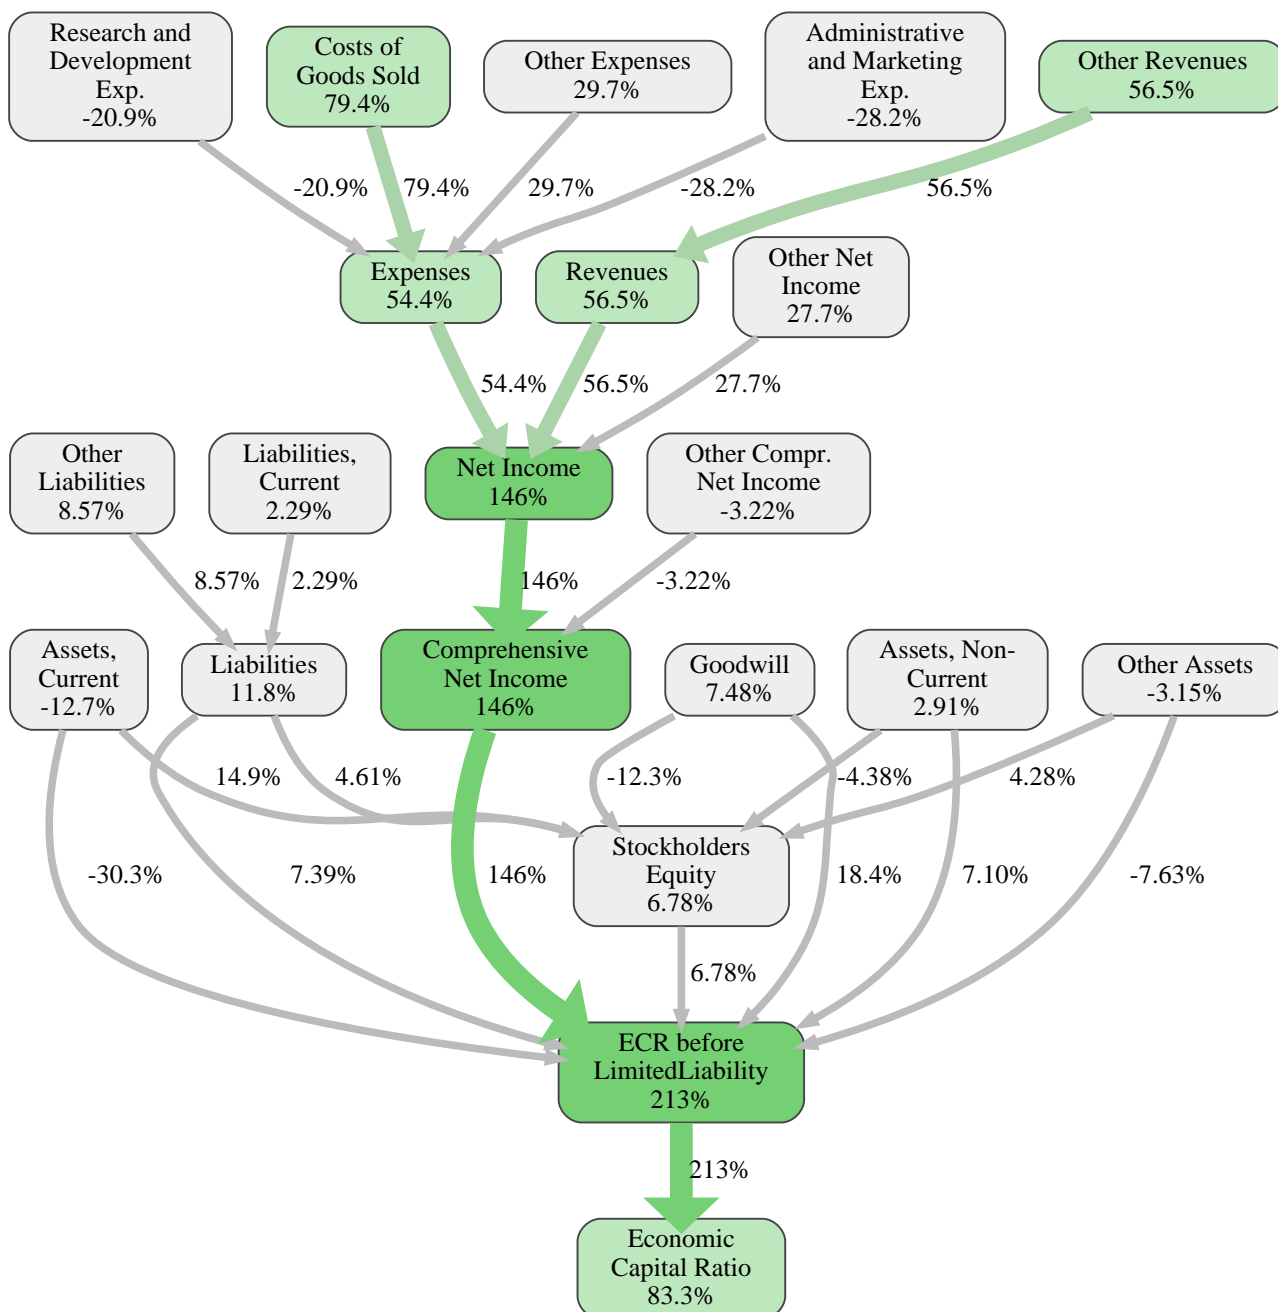 Research and
Development
Exp.
-20.9%
Costs of
Goods Sold
79.4%
Other Expenses
29.7%
Administrative
and Marketing
Exp.
-28.2%
Other Revenues
56.5%
-20.9%
79.4%
29.7%
-28.2%
56.5%
Expenses
54.4%
Revenues
56.5%
Other Net
Income
27.7%
54.4%
56.5%
27.7%
Other
Liabilities
8.57%
Liabilities,
Current
2.29%
Net Income
146%
Other Compr.
Net Income
-3.22%
8.57%
2.29%
146%
-3.22%
Assets,
Current
-12.7%
Liabilities
11.8%
Comprehensive
Net Income
146%
Goodwill
7.48%
Assets, Non-
Current
2.91%
Other Assets
-3.15%
14.9%
4.61%
-12.3%
-4.38%
4.28%
Stockholders
Equity
6.78%
-30.3%
7.39%
146%
18.4%
7.10%
-7.63%
6.78%
ECR before
LimitedLiability
213%
213%
Economic
Capital Ratio
83.3%